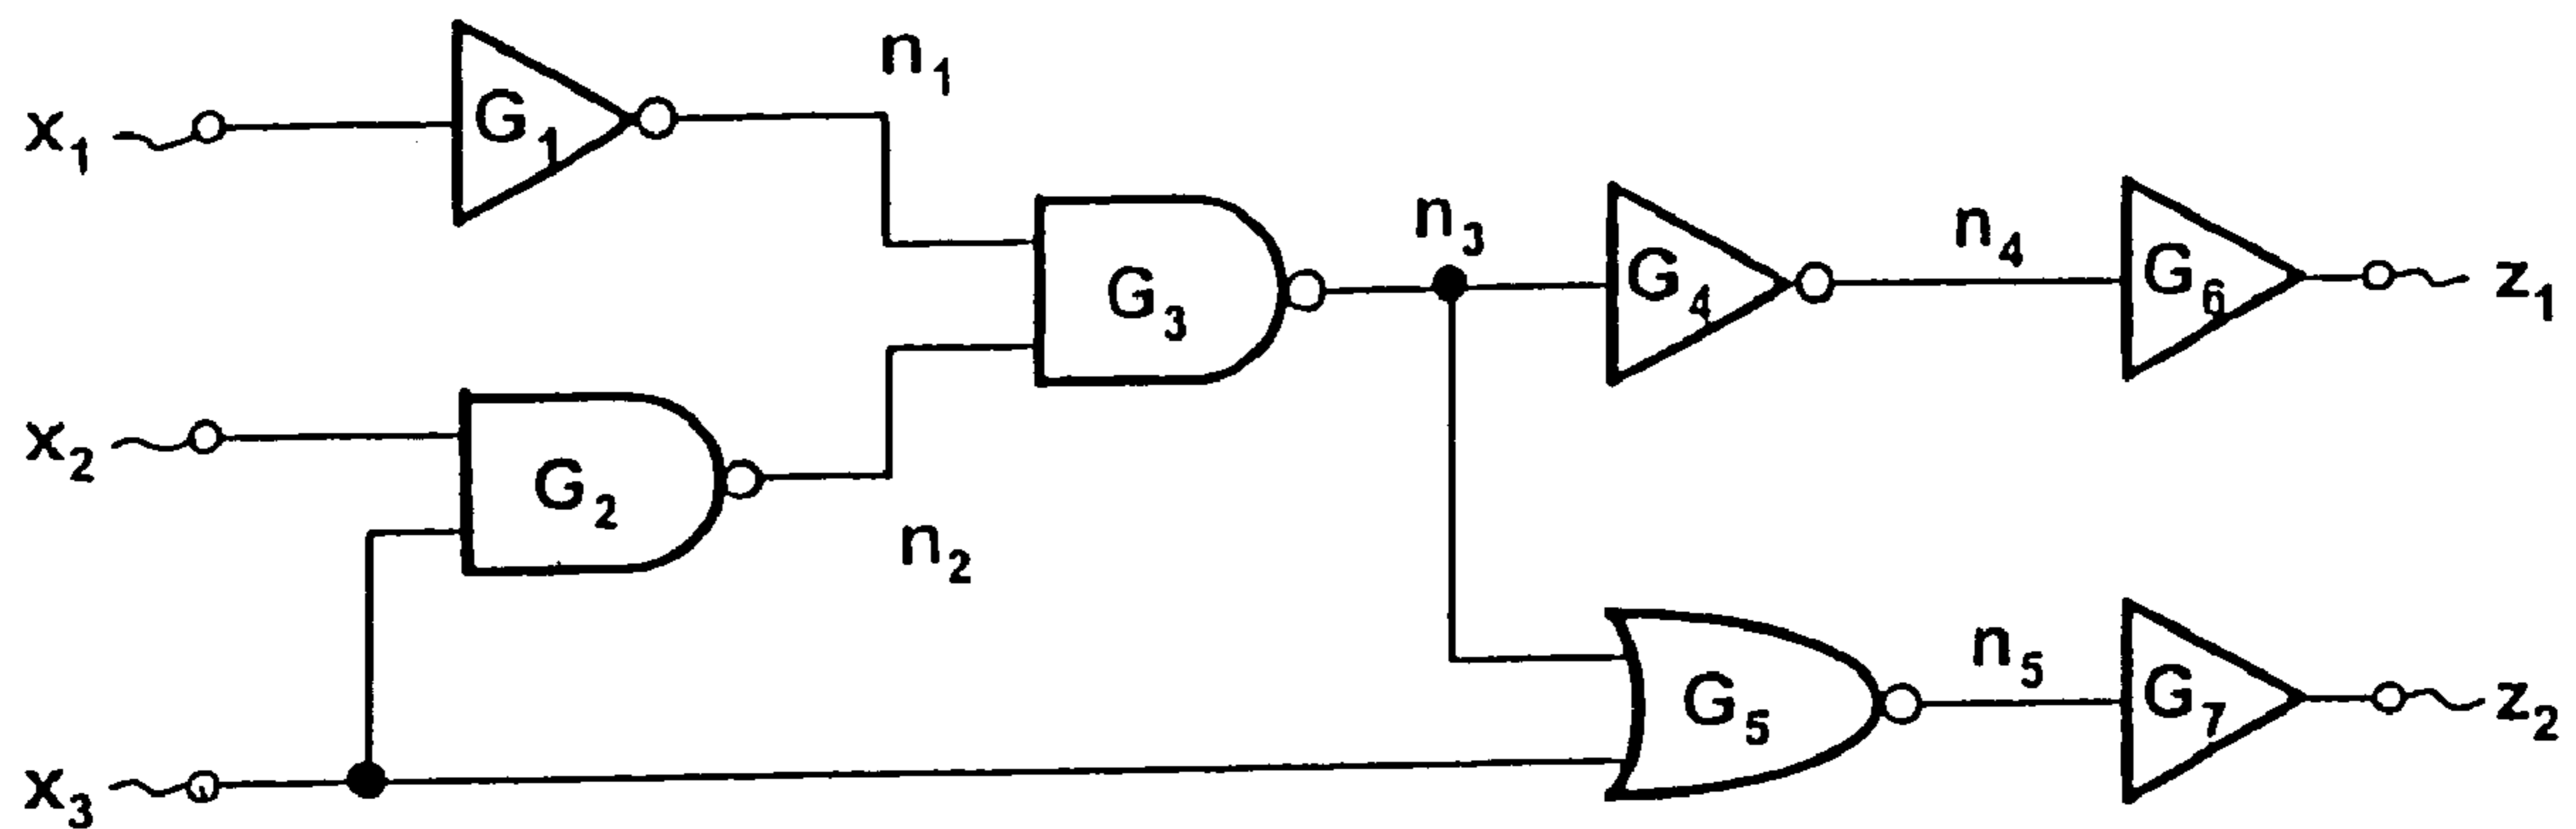 x₁
G₁
n₁
x₂
G₂
n₂
x₃
G₃
n₃
G₄
n₄
G₆
z₁
G₅
n₅
G₇
z₂